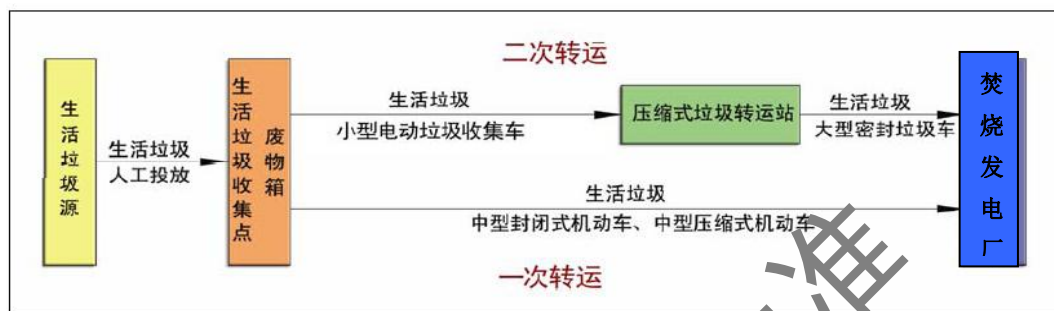 二次转运
生活垃圾源
生活垃圾
人工投放
生活垃圾收集点
废物箱
生活垃圾
小型电动垃圾收集车
压缩式垃圾转运站
生活垃圾
大型密封垃圾车
焚烧发电厂
生活垃圾
中型封闭式机动车、中型压缩式机动车
一次转运
准